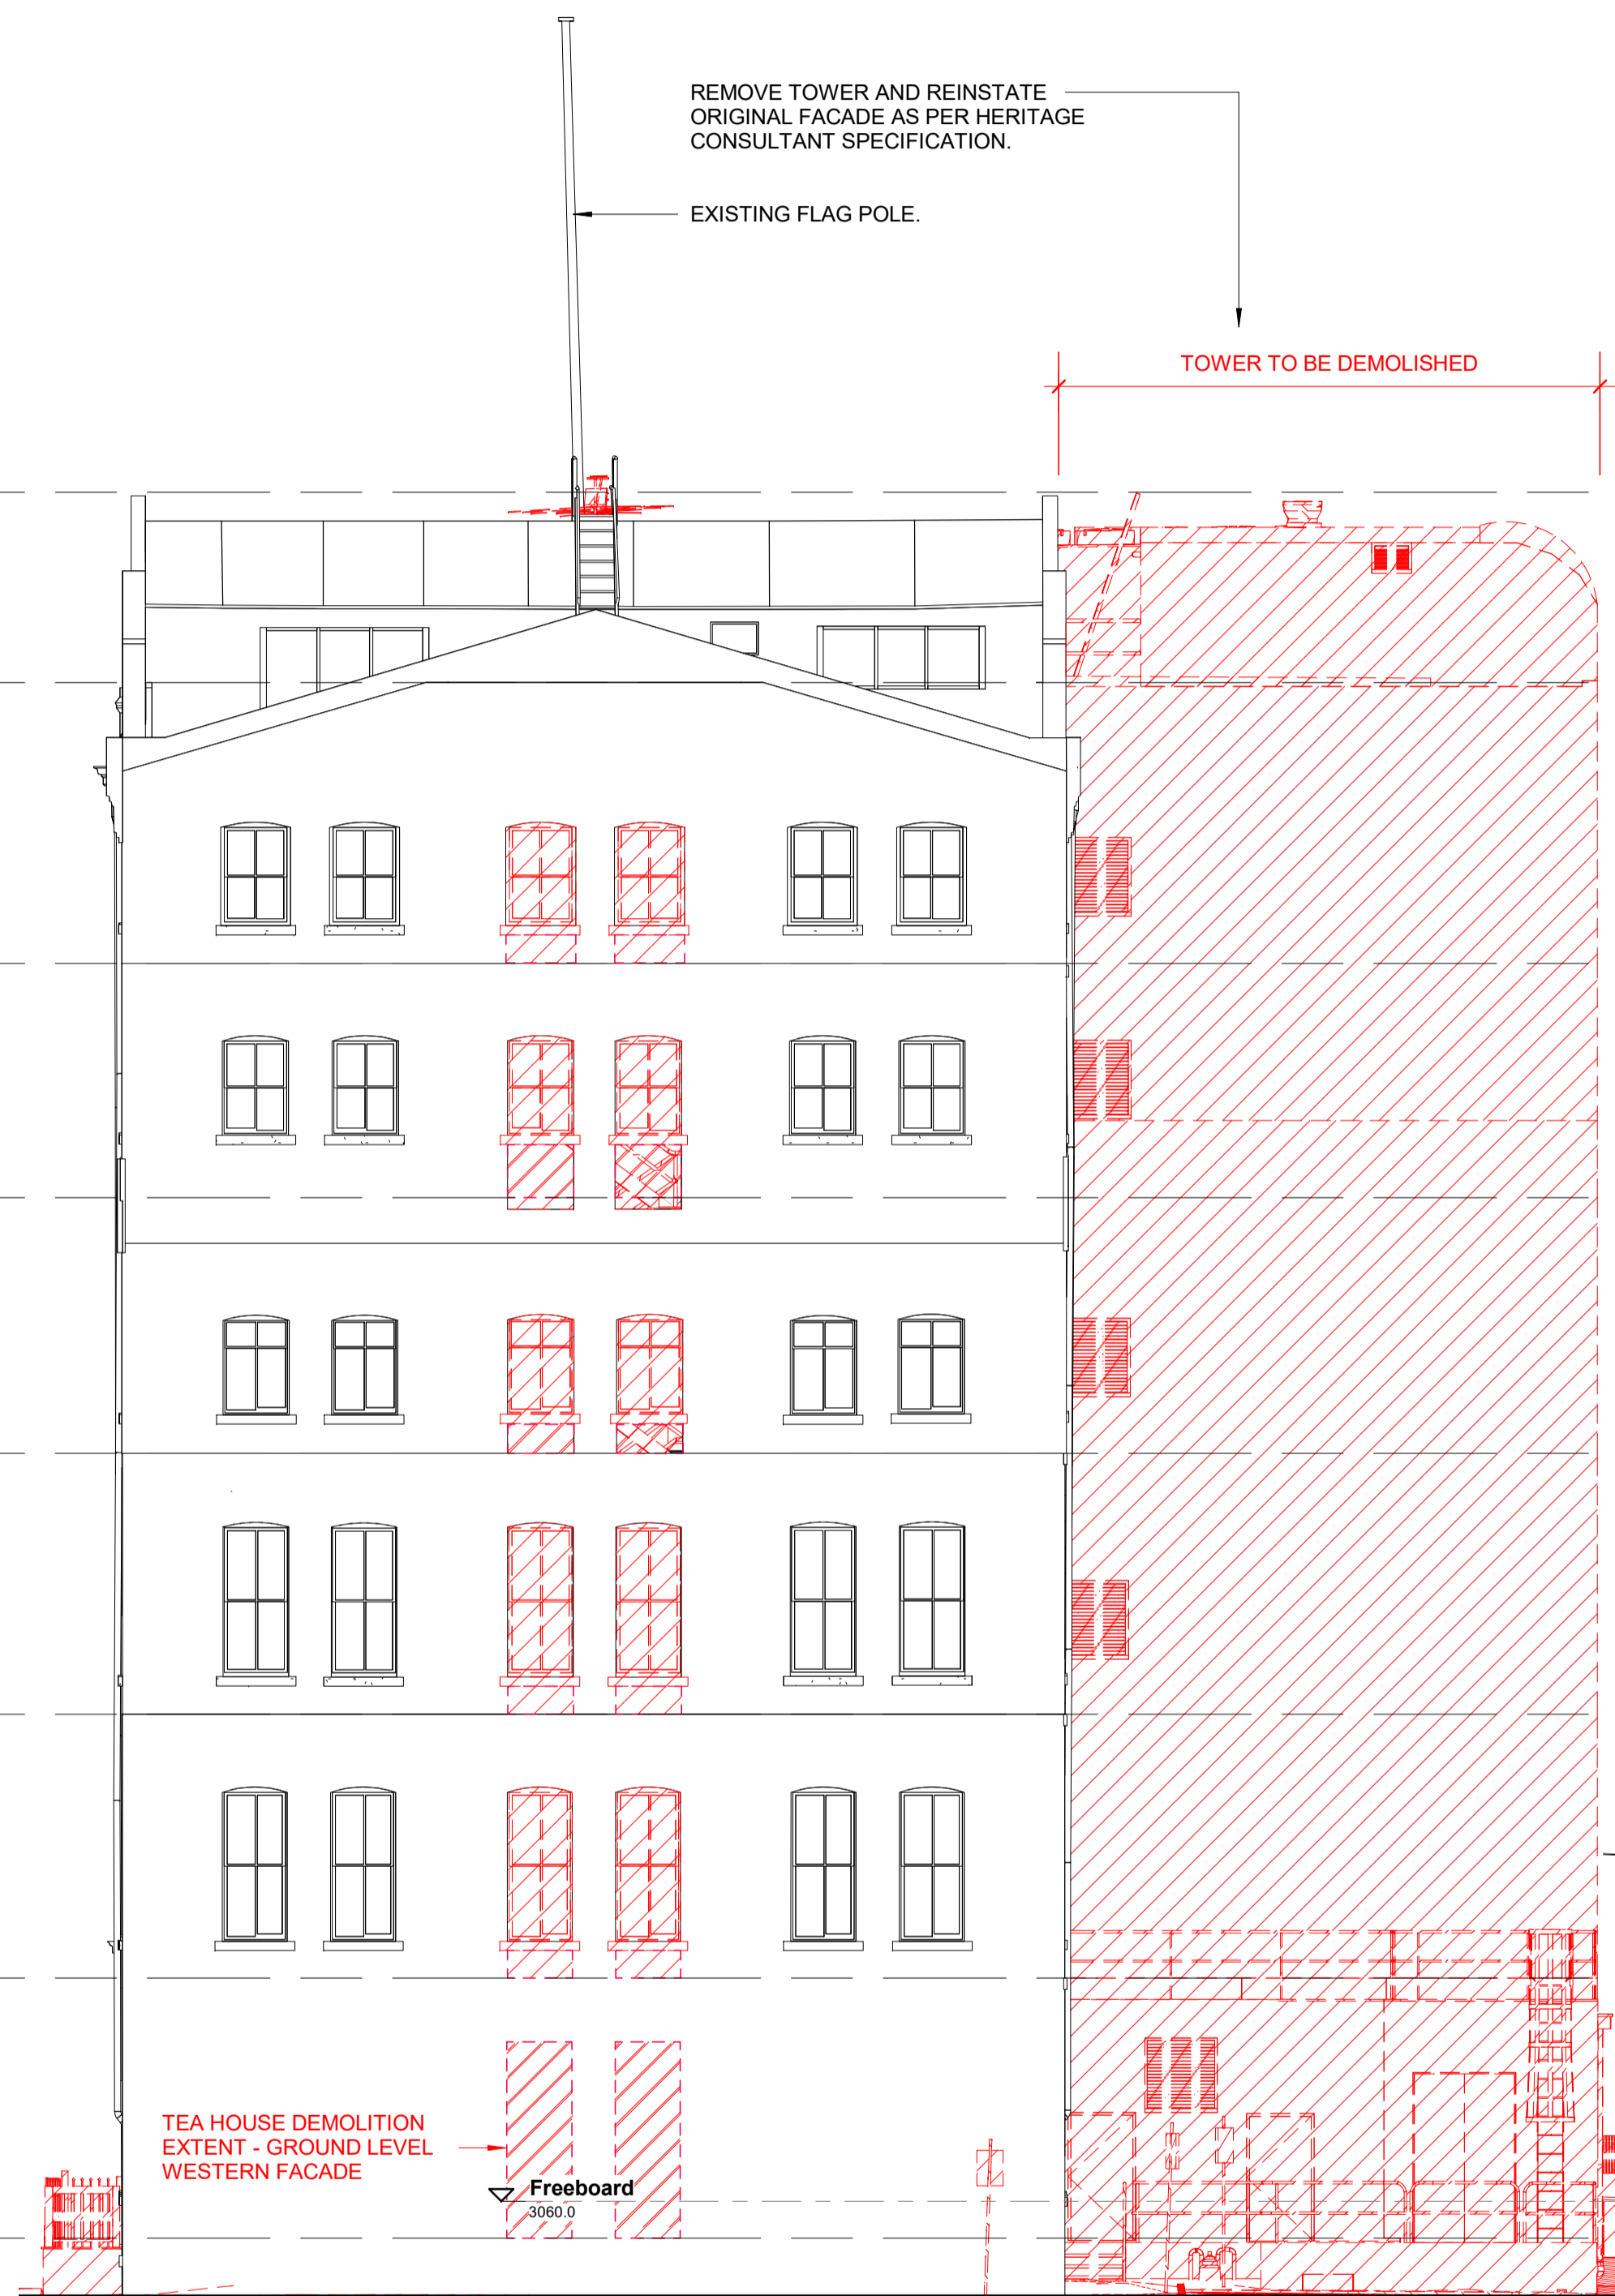 REMOVE TOWER AND REINSTATE
ORIGINAL FACADE AS PER HERITAGE
CONSULTANT SPECIFICATION.
EXISTING FLAG POLE.
TOWER TO BE DEMOLISHED
TEA HOUSE DEMOLITION
EXTENT - GROUND LEVEL
WESTERN FACADE
Freeboard
3060.0